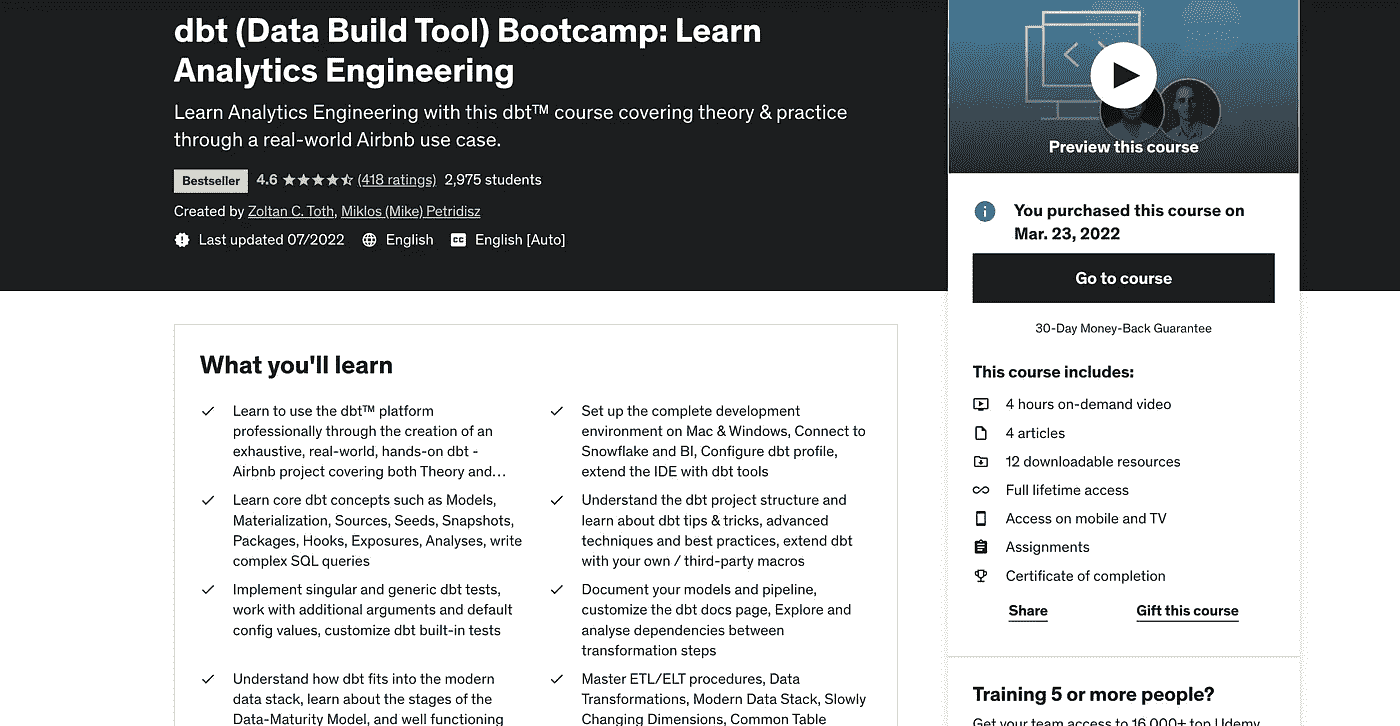 dbt (Data Build Tool) Bootcamp: Learn
Analytics Engineering
Learn Analytics Engineering with this dbt™ course covering theory & practice
through a real-world Airbnb use case.
Bestseller 4.6 (418 ratings) 2,975 students
Created by Zoltan C. Toth, Miklos (Mike) Petridisz
Last updated 07/2022 English CC English [Auto]
What you'll learn
Learn to use the dbt™ platform
professionally through the creation of an
exhaustive, real-world, hands-on dbt -
Airbnb project covering both Theory and…
Set up the complete development
environment on Mac & Windows, Connect to
Snowflake and BI, Configure dbt profile,
extend the IDE with dbt tools
Learn core dbt concepts such as Models,
Materialization, Sources, Seeds, Snapshots,
Packages, Hooks, Exposures, Analyses, write
complex SQL queries
Understand the dbt project structure and
learn about dbt tips & tricks, advanced
techniques and best practices, extend dbt
with your own / third-party macros
Implement singular and generic dbt tests,
work with additional arguments and default
config values, customize dbt built-in tests
Document your models and pipeline,
customize the dbt docs page, Explore and
analyse dependencies between
transformation steps
Understand how dbt fits into the modern
data stack, learn about the stages of the
Data-Maturity Model, and well functioning
Master ETL/ELT procedures, Data
Transformations, Modern Data Stack, Slowly
Changing Dimensions, Common Table
Preview this course
You purchased this course on
Mar. 23, 2022
Go to course
30-Day Money-Back Guarantee
This course includes:
4 hours on-demand video
4 articles
12 downloadable resources
Full lifetime access
Access on mobile and TV
Assignments
Certificate of completion
Share Gift this course
Training 5 or more people?
Get your team access to 16,000+ top Udemy